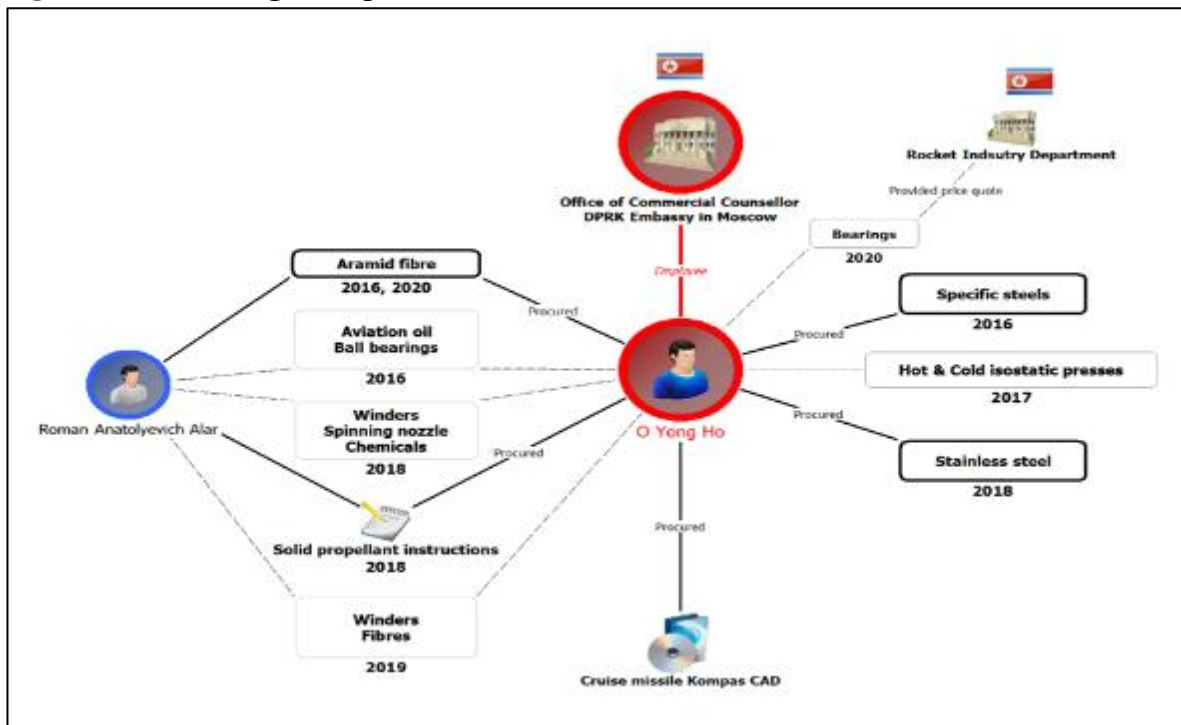 Rocket Indsutry Department
Office of Commercial Counsellor
DPRK Embassy in Moscow
Provided price quote
Bearings
2020
Employee
Aramid fibre
2016, 2020
Procured
Specific steels
2016
Procured
Aviation oil
Ball bearings
2016
Hot & Cold isostatic presses
2017
Roman Anatolyevich Alar
Winders
Spinning nozzle
Chemicals
2018
O Yong Ho
Procured
Procured
Stainless steel
2018
Solid propellant instructions
2018
Procured
Winders
Fibres
2019
Cruise missile Kompas CAD